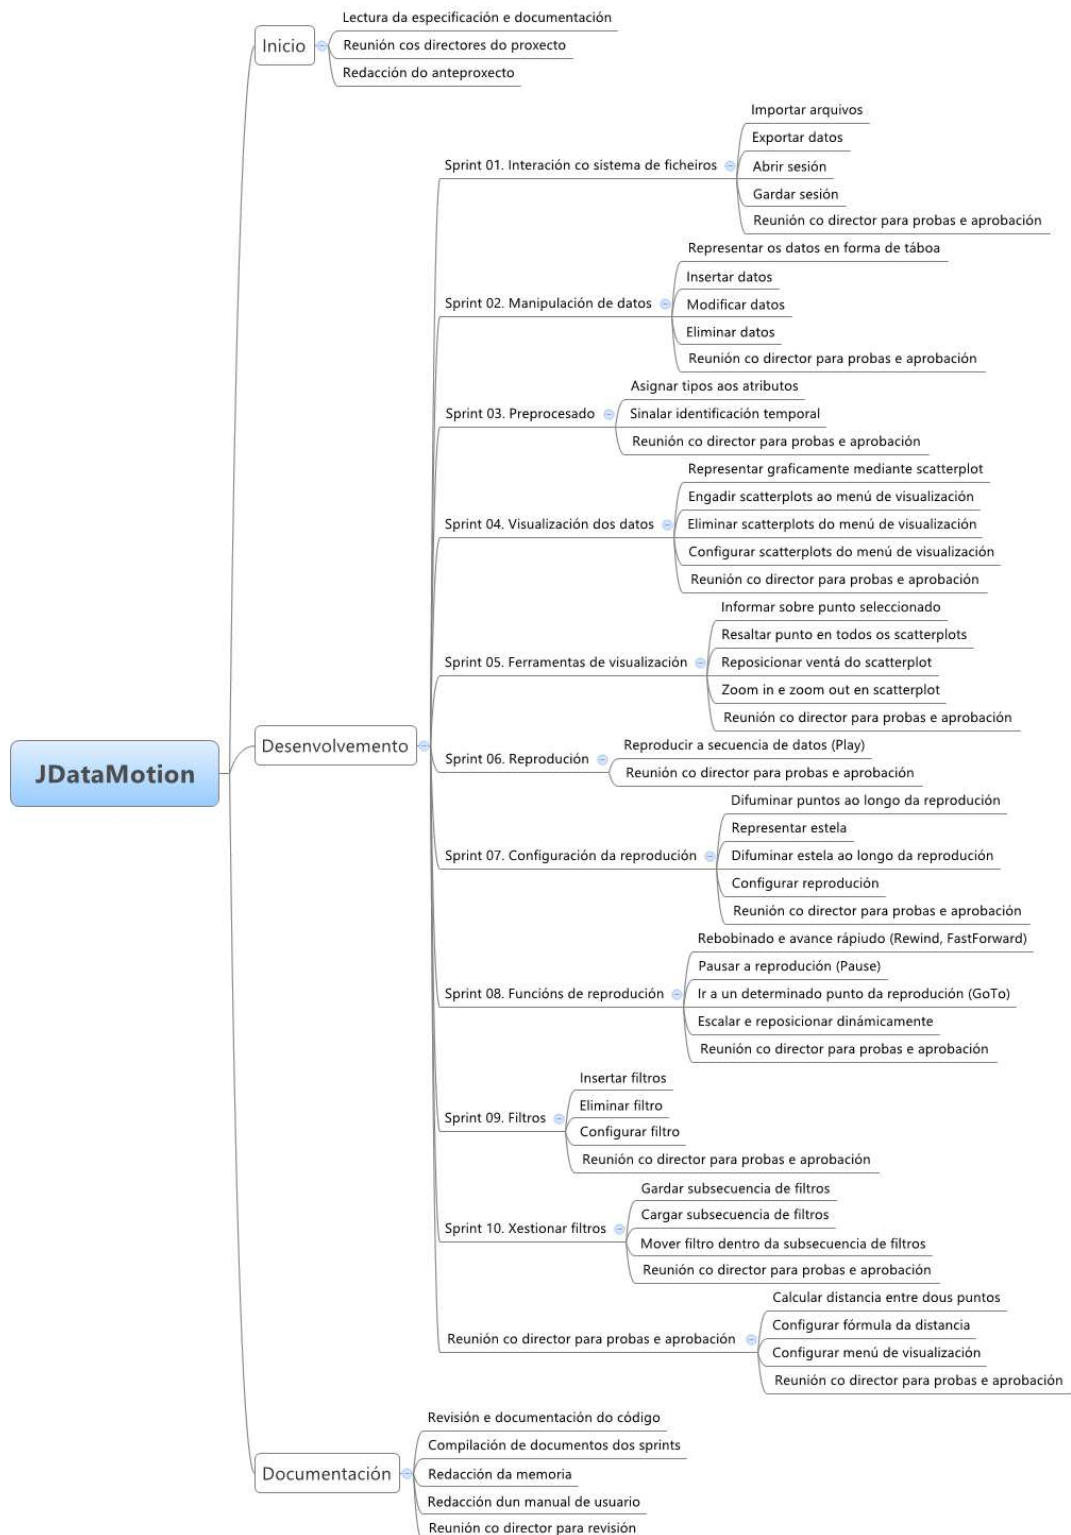 Lectura da especificación e documentación
Inicio
Reunión cos directores do proxecto
Redacción do anteproxecto
Importar arquivos
Exportar datos
Sprint 01. Interación co sistema de ficheiros
Abrir sesión
Gardar sesión
Reunión co director para probas e aprobación
Representar os datos en forma de táboa
Insertar datos
Sprint 02. Manipulación de datos
Modificar datos
Eliminar datos
Reunión co director para probas e aprobación
Asignar tipos aos atributos
Sprint 03. Preprocesado
Sinalar identificación temporal
Reunión co director para probas e aprobación
Representar graficamente mediante scatterplot
Engadir scatterplots ao menú de visualización
Sprint 04. Visualización dos datos
Eliminar scatterplots do menú de visualización
Configurar scatterplots do menú de visualización
Reunión co director para probas e aprobación
Informar sobre punto seleccionado
Resaltar punto en todos os scatterplots
Sprint 05. Ferramentas de visualización
Reposicionar ventá do scatterplot
Zoom in e zoom out en scatterplot
Reunión co director para probas e aprobación
Desenvolvemento
JDataMotion
Sprint 06. Reprodución
Reproducir a secuencia de datos (Play)
Reunión co director para probas e aprobación
Difuminar puntos ao longo da reprodución
Representar estela
Sprint 07. Configuración da reprodución
Difuminar estela ao longo da reprodución
Configurar reprodución
Reunión co director para probas e aprobación
Rebobinado e avance rápiudo (Rewind, FastForward)
Pausar a reprodución (Pause)
Sprint 08. Funcións de reprodución
Ir a un determinado punto da reprodución (GoTo)
Escalar e reposicionar dinámicamente
Reunión co director para probas e aprobación
Insertar filtros
Eliminar filtro
Sprint 09. Filtros
Configurar filtro
Reunión co director para probas e aprobación
Gardar subsecuencia de filtros
Cargar subsecuencia de filtros
Sprint 10. Xestionar filtros
Mover filtro dentro da subsecuencia de filtros
Reunión co director para probas e aprobación
Calcular distancia entre dous puntos
Configurar fórmula da distancia
Reunión co director para probas e aprobación
Configurar menú de visualización
Reunión co director para probas e aprobación
Revisión e documentación do código
Compilación de documentos dos sprints
Documentación
Redacción da memoria
Redacción dun manual de usuario
Reunión co director para revisión